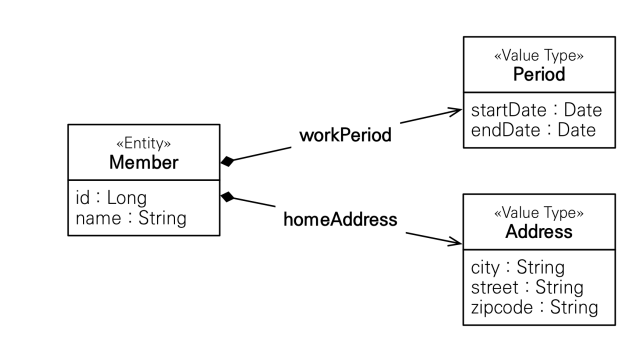 «Value Type»
Period
startDate : Date
endDate : Date
workPeriod
«Entity»
Member
id : Long
name : String
homeAddress
«Value Type»
Address
city : String
street : String
zipcode : String